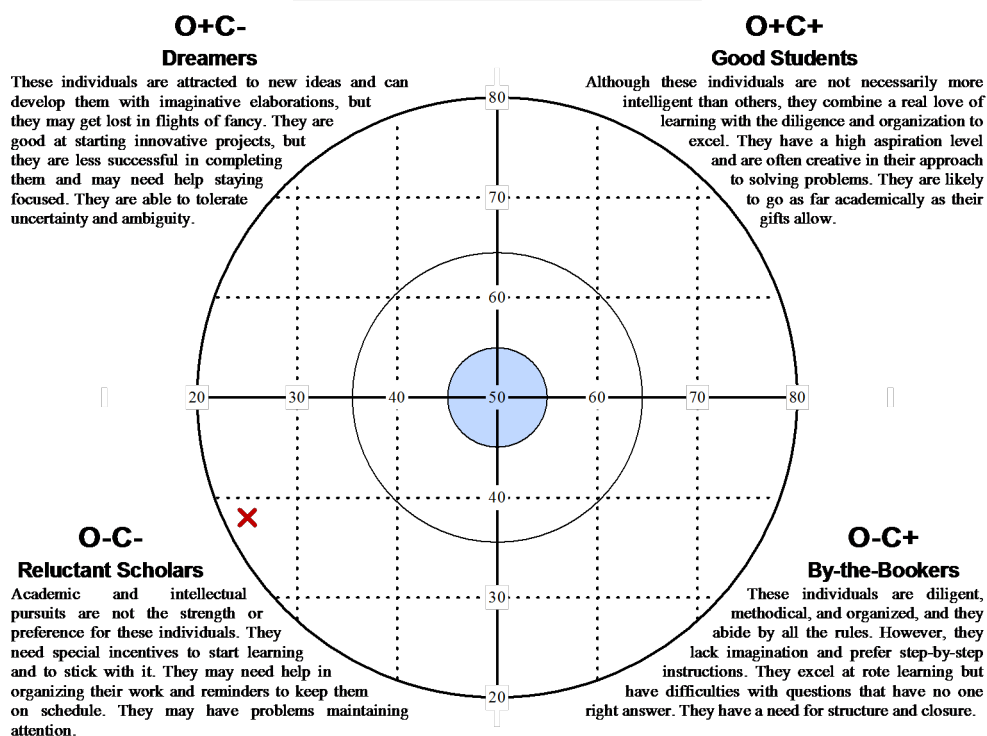 O+C-
Dreamers
These individuals are attracted to new ideas and can
develop them with imaginative elaborations, but
they may get lost in flights of fancy. They are
good at starting innovative projects, but
they are less successful in completing
them and may need help staying
focused. They are able to tolerate
uncertainty and ambiguity.
O+C+
Good Students
Although these individuals are not necessarily more
intelligent than others, they combine a real love of
learning with the diligence and organization to
excel. They have a high aspiration level
and are often creative in their approach
to solving problems. They are likely
to go as far academically as their
gifts allow.
80
70
60
20 30 40 50 60 70 80
40
30
20
O-C-
Reluctant Scholars
Academic and intellectual
pursuits are not the strength or
preference for these individuals. They
need special incentives to start learning
and to stick with it. They may need help in
organizing their work and reminders to keep them
on schedule. They may have problems maintaining
attention.
O-C+
By-the-Bookers
These individuals are diligent,
methodical, and organized, and they
abide by all the rules. However, they
lack imagination and prefer step-by-step
instructions. They excel at rote learning but
have difficulties with questions that have no one
right answer. They have a need for structure and closure.